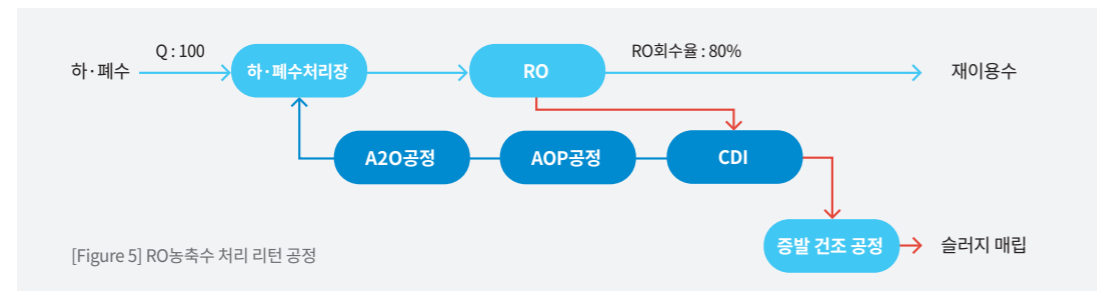 Q : 100
RO회수율 : 80%
하·폐수
하·폐수처리장
RO
재이용수
A2O공정
AOP공정
CDI
증발 건조 공정
슬러지 매립
[Figure 5] RO농축수 처리 리턴 공정